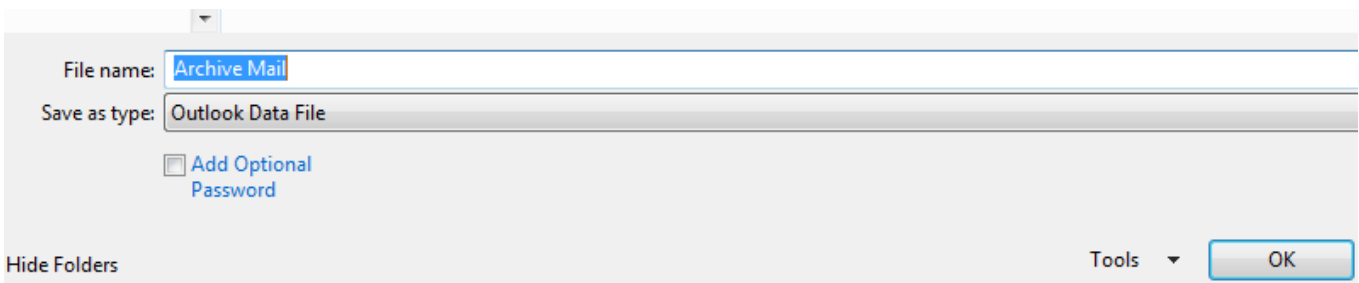 File name: Archive Mail
Save as type: Outlook Data File
Add Optional
Password
Hide Folders
Tools
OK